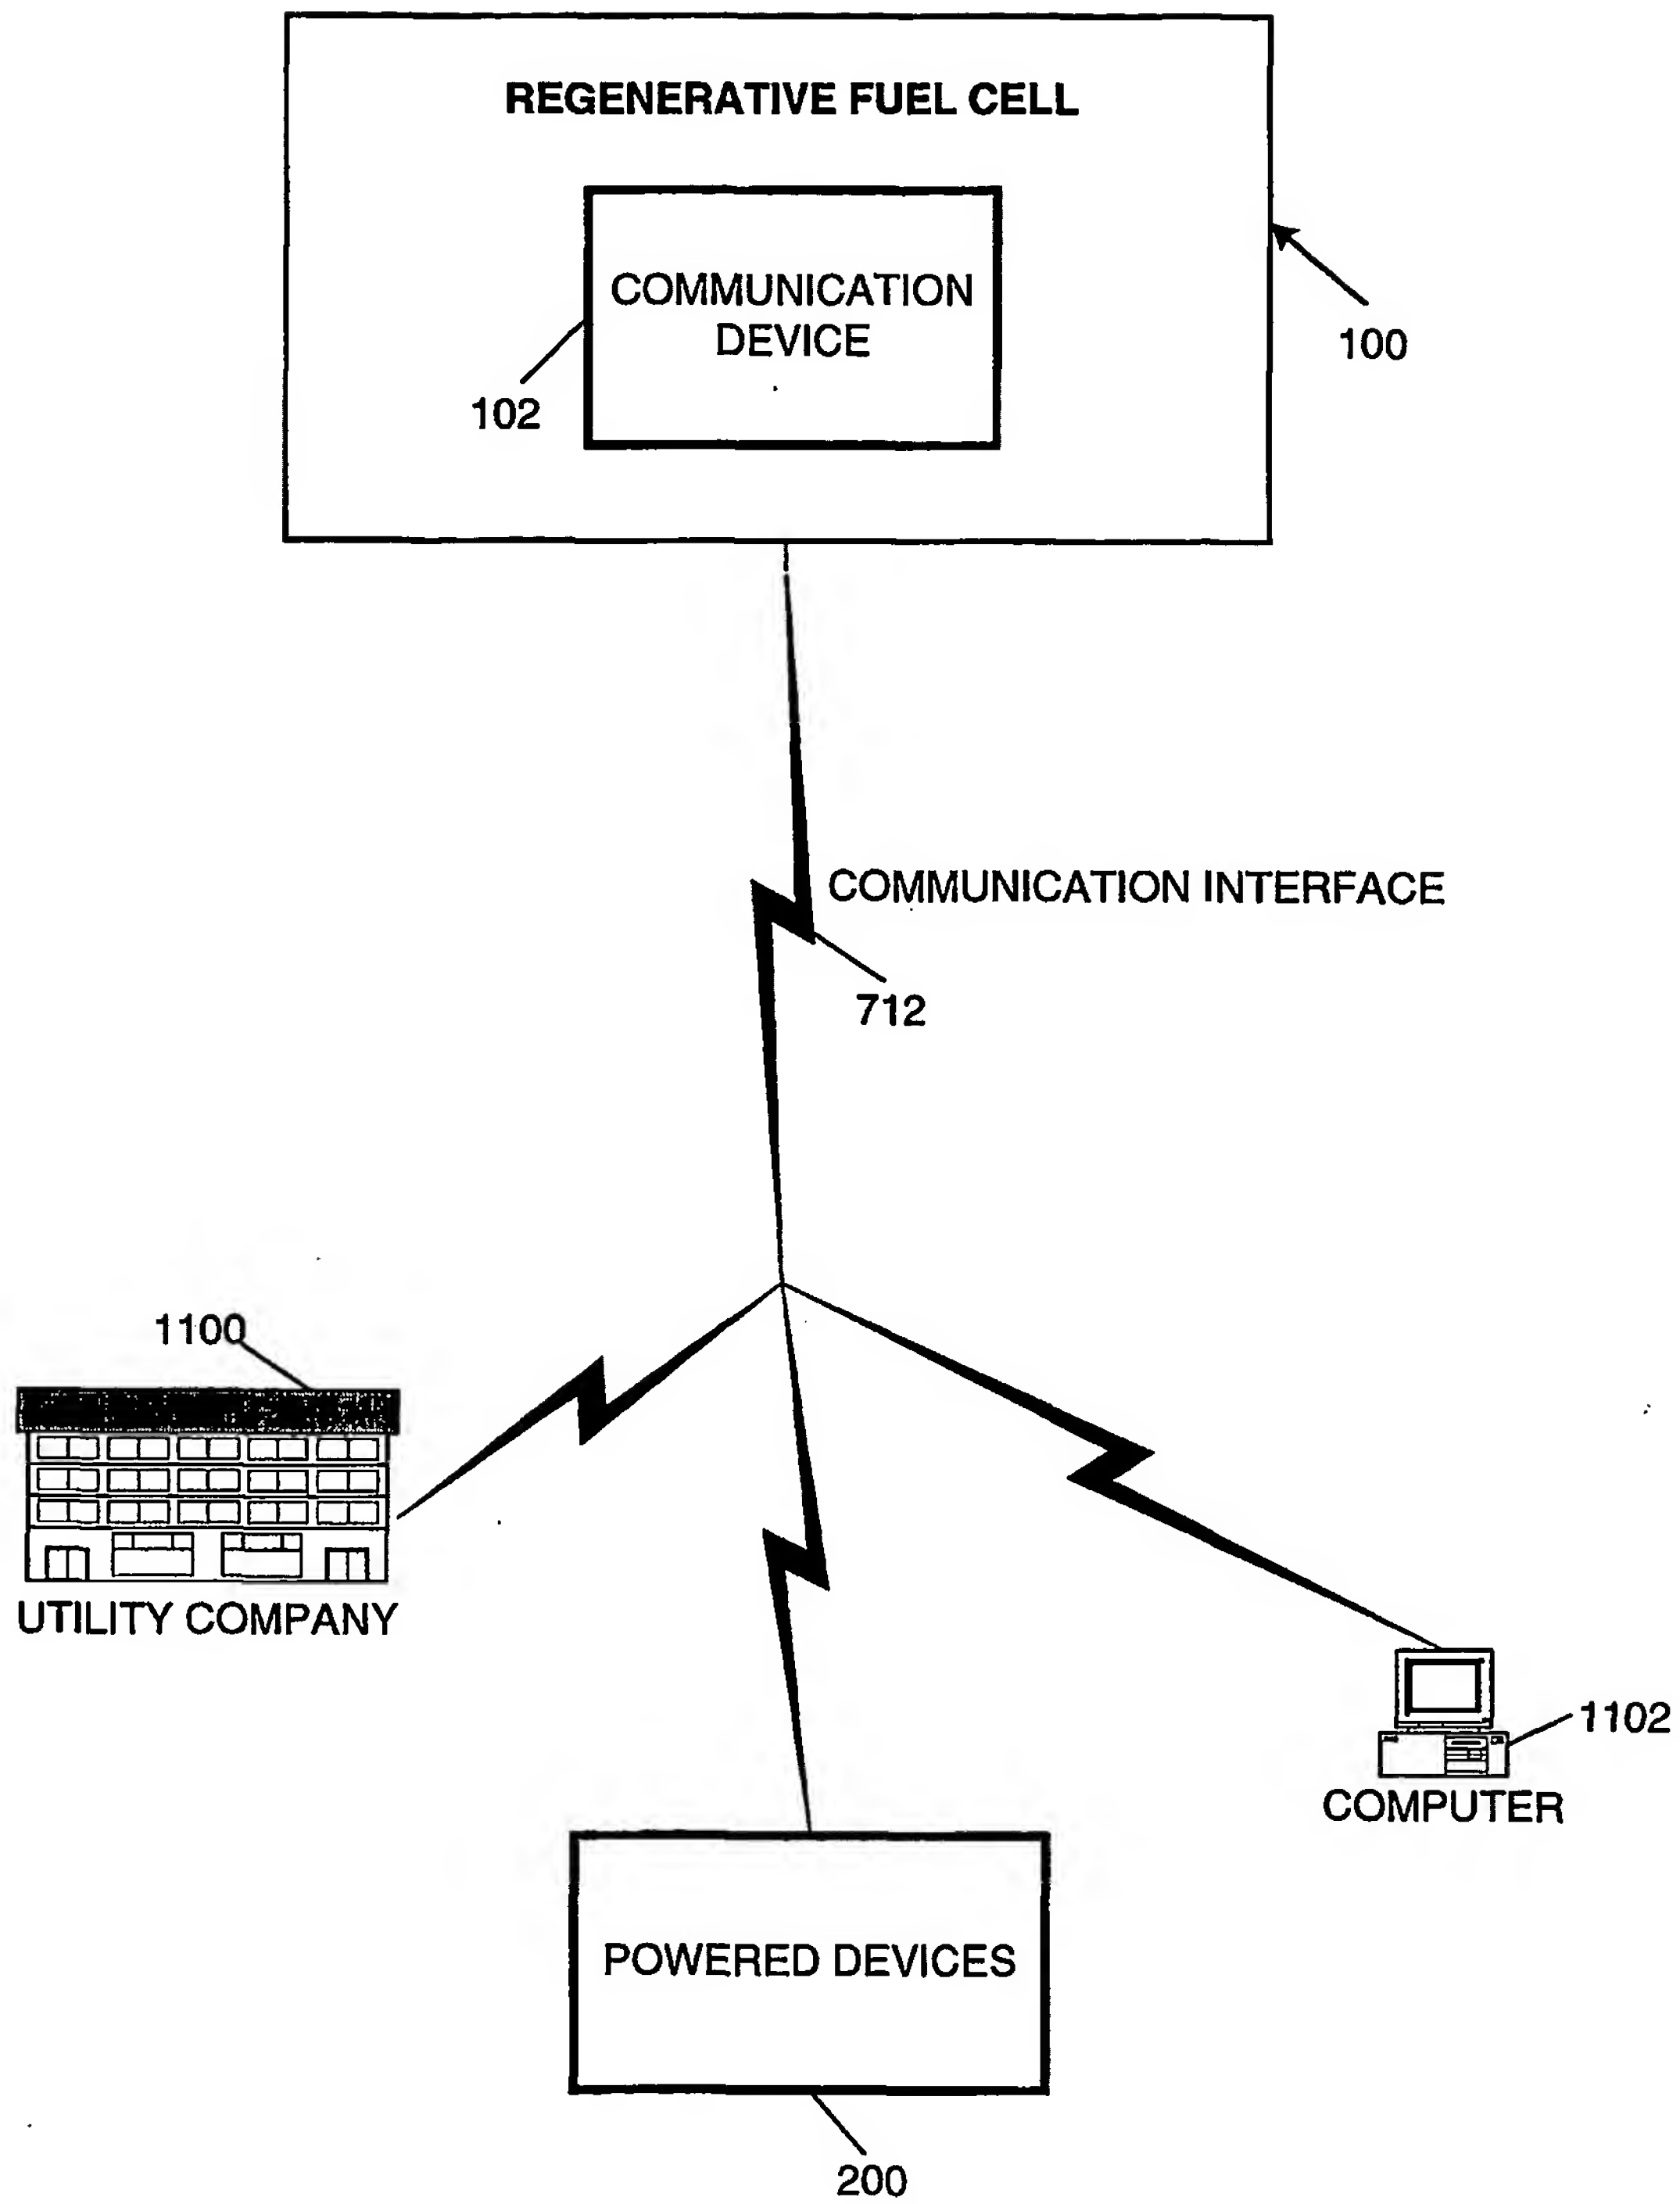 REGENERATIVE FUEL CELL
COMMUNICATION
DEVICE
100
102
COMMUNICATION INTERFACE
712
1100
UTILITY COMPANY
1102
COMPUTER
POWERED DEVICES
200